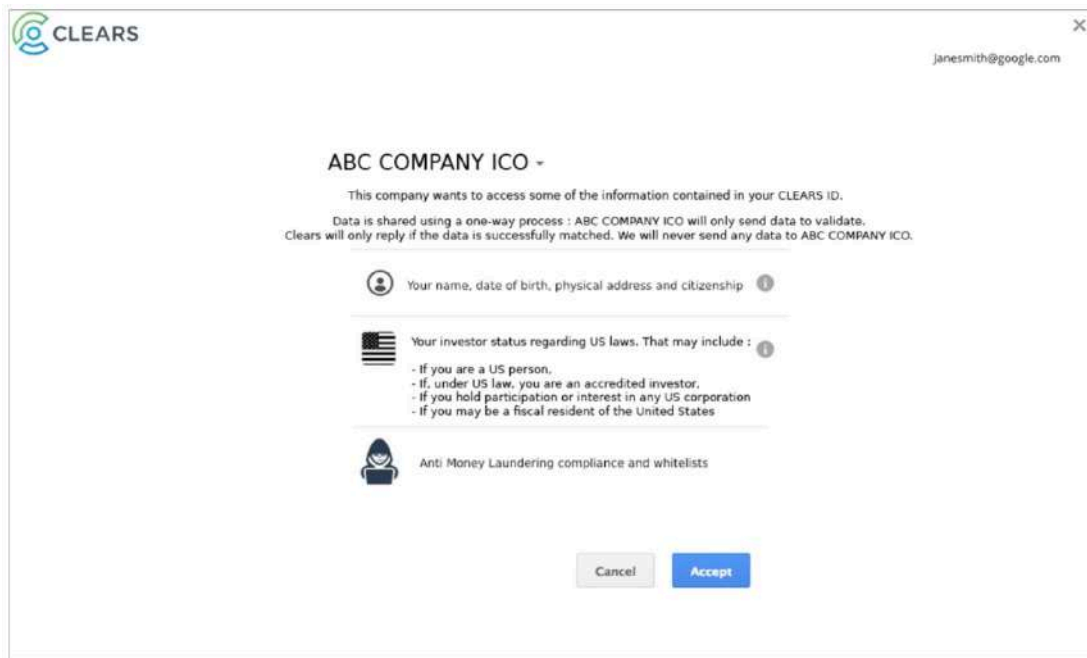 CLEARS
Janesmith@google.com
ABC COMPANY ICO
This company wants to access some of the information contained in your CLEARS ID.
Data is shared using a one-way process : ABC COMPANY ICO will only send data to validate.
Clears will only reply if the data is successfully matched. We will never send any data to ABC COMPANY ICO.
Your name, date of birth, physical address and citizenship
Your investor status regarding US laws. That may include :
- If you are a US person.
- If, under US law, you are an accredited investor.
- If you hold participation or interest in any US corporation
- If you may be a fiscal resident of the United States
Anti Money Laundering compliance and whitelists
Cancel Accept